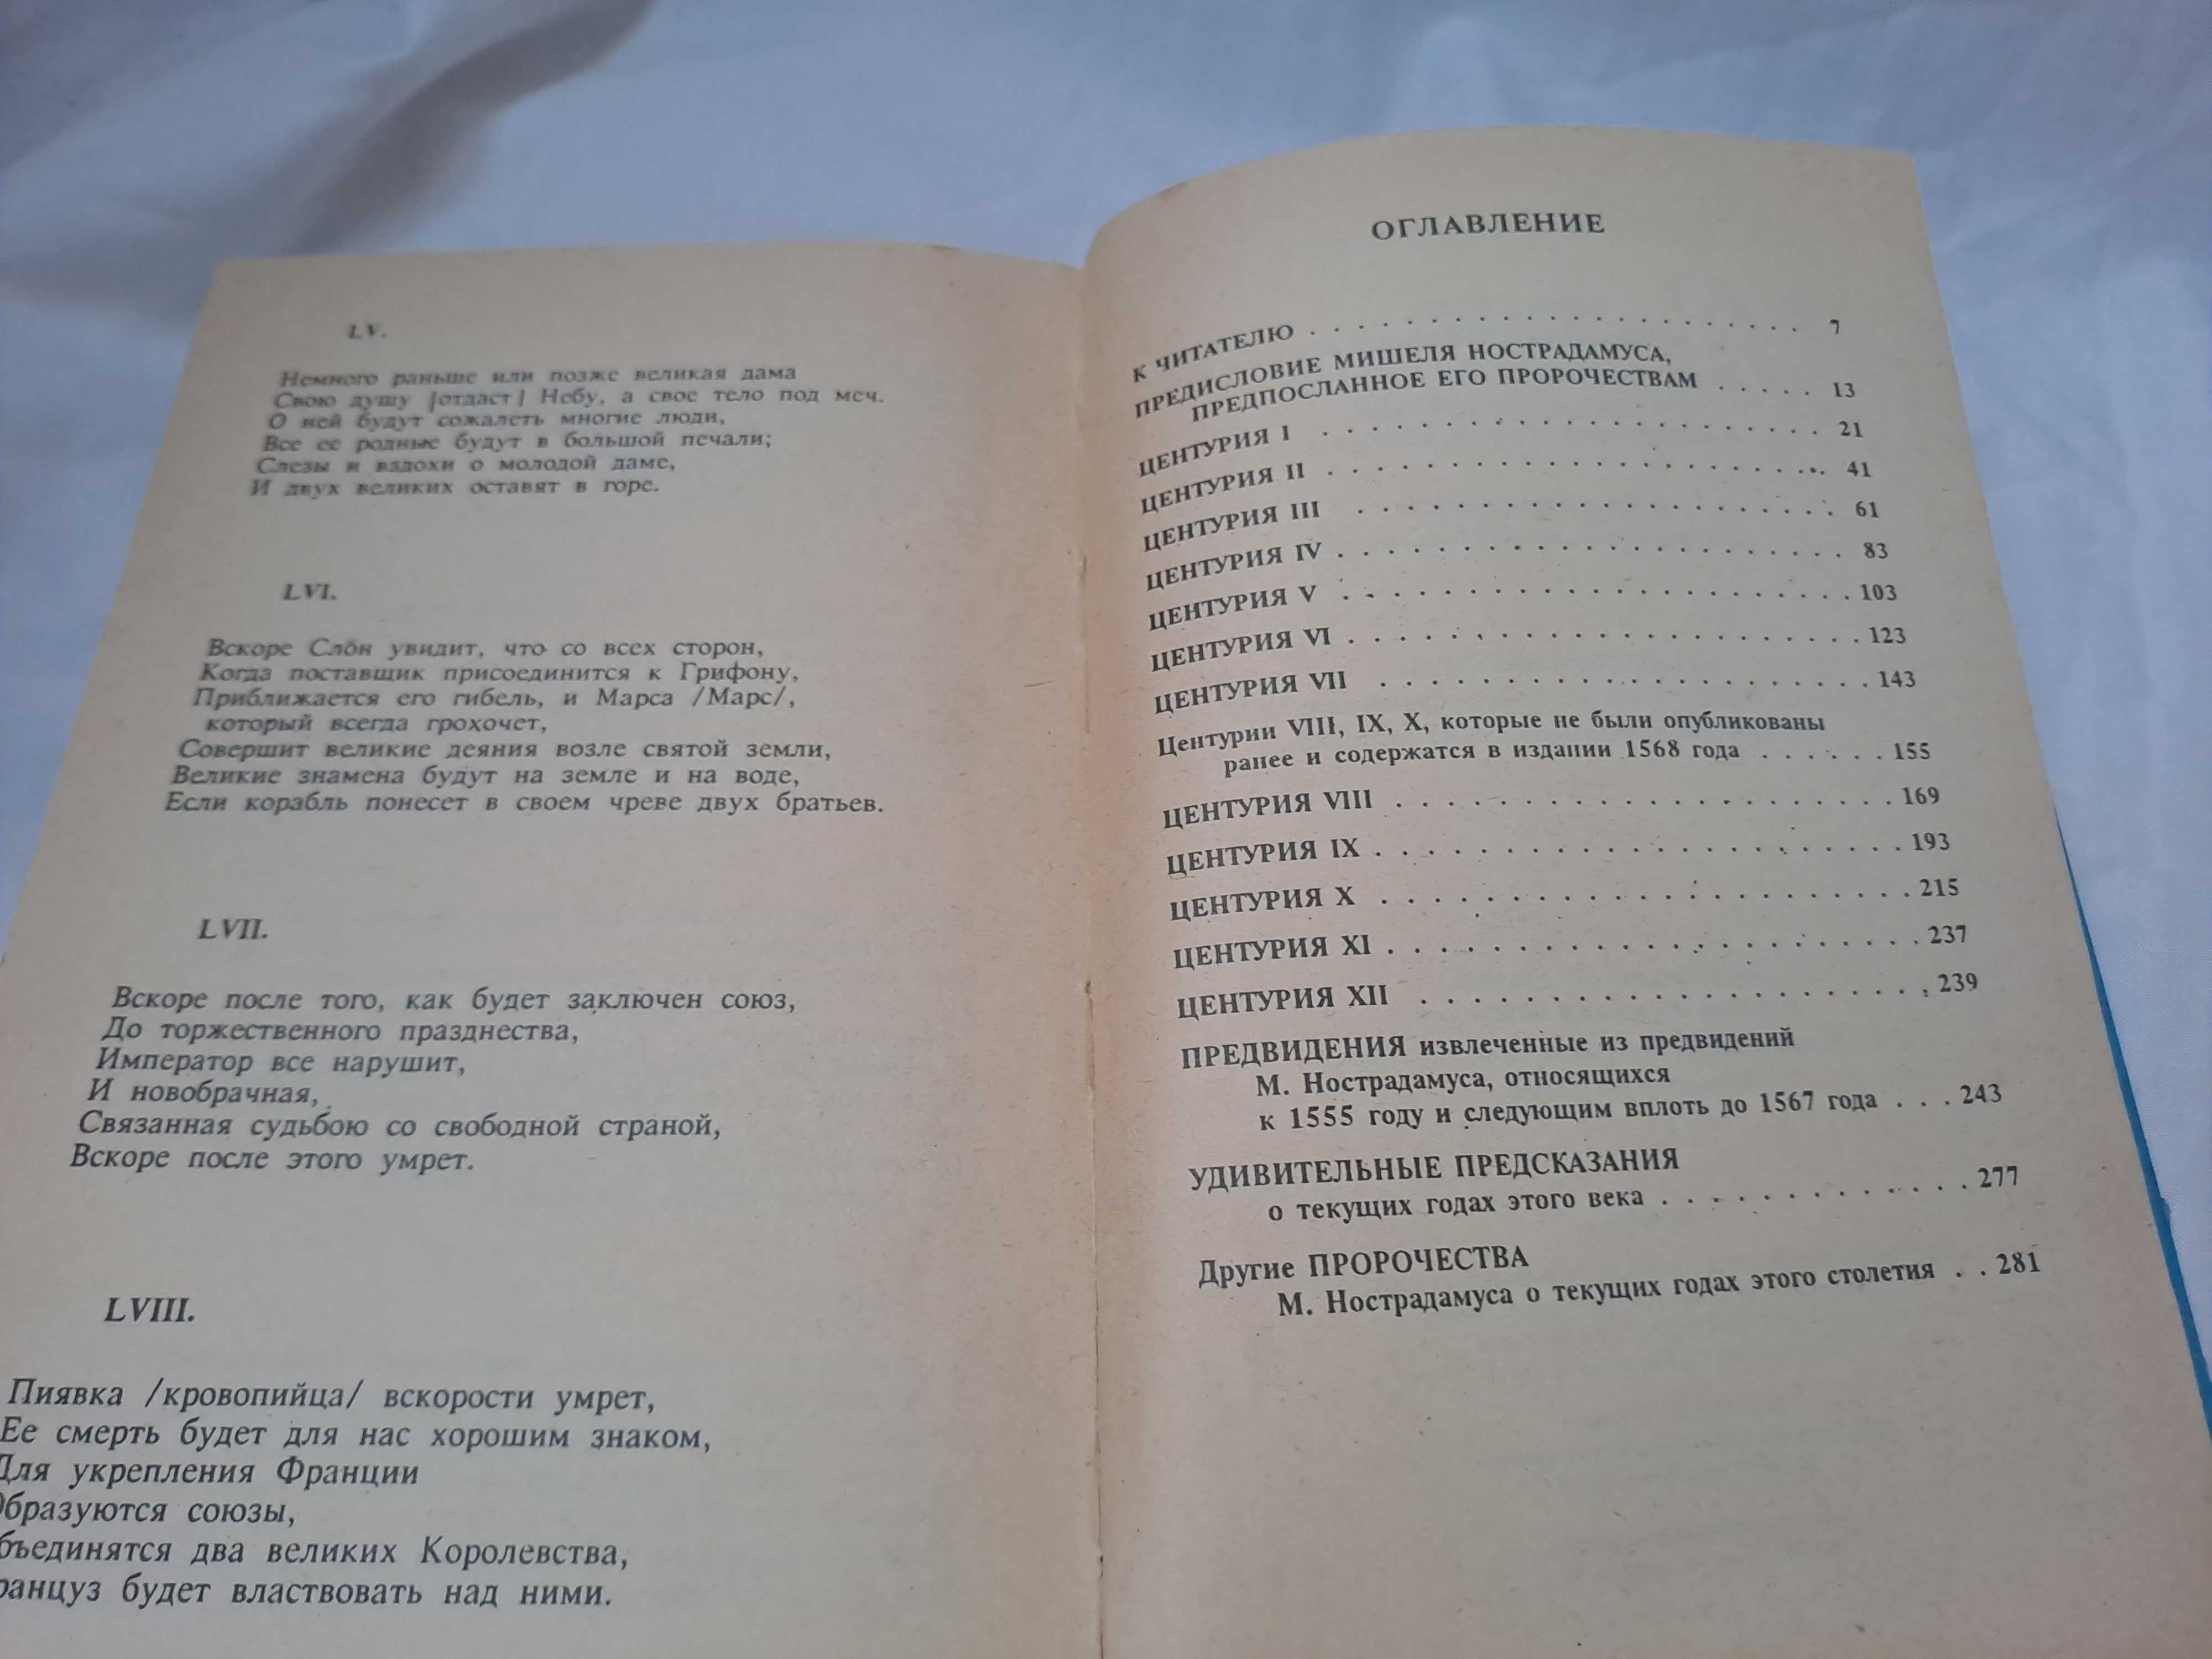 LV.
Немного раньше или позже великая дама
Свою душу [отдаст] Небу, а свое тело под меч.
О ней будут сожалеть многие люди,
Все ее родные будут в большой печали;
Слезы и вздохи о молодой даме,
И двух великих оставят в горе.
LVI.
Вскоре Слон увидит, что со всех сторон,
Когда поставщик присоединится к Грифону,
Приближается его гибель, и Марса /Марс/,
который всегда грохочет,
Совершит великие деяния возле святой земли,
Великие знамена будут на земле и на воде,
Если корабль понесет в своем чреве двух братьев.
LVII.
Вскоре после того, как будет заключен союз,
До торжественного празднества,
Император все нарушит,
И новобрачная,
Связанная судьбою со свободной страной,
Вскоре после этого умрет.
LVIII.
Пиявка /кровопийца/ вскорости умрет,
Ее смерть будет для нас хорошим знаком,
Для укрепления Франции
Образуются союзы,
бъединятся два великих Королевства,
ранцуз будет властвовать над ними.
ОГЛАВЛЕНИЕ
К ЧИТАТЕЛЮ . . . . . . . . . . . . . . . . . . . . 7
ПРЕДИСЛОВИЕ МИШЕЛЯ НОСТРАДАМУСА,
ПРЕДПОСЛАННОЕ ЕГО ПРОРОЧЕСТВАМ . . . . . 13
ЦЕНТУРИЯ I . . . . . . . . . . . . . . . . . . . . 21
ЦЕНТУРИЯ II . . . . . . . . . . . . . . . . . . . . 41
ЦЕНТУРИЯ III . . . . . . . . . . . . . . . . . . . 61
ЦЕНТУРИЯ IV . . . . . . . . . . . . . . . . . . . . 83
ЦЕНТУРИЯ V . . . . . . . . . . . . . . . . . . . . 103
ЦЕНТУРИЯ VI . . . . . . . . . . . . . . . . . . . . 123
ЦЕНТУРИЯ VII . . . . . . . . . . . . . . . . . . . 143
Центурии VIII, IX, X, которые не были опубликованы
ранее и содержатся в издании 1568 года . . . . . . 155
ЦЕНТУРИЯ VIII . . . . . . . . . . . . . . . . . . . 169
ЦЕНТУРИЯ IX . . . . . . . . . . . . . . . . . . . . 193
ЦЕНТУРИЯ X . . . . . . . . . . . . . . . . . . . . 215
ЦЕНТУРИЯ XI . . . . . . . . . . . . . . . . . . . . 237
ЦЕНТУРИЯ XII . . . . . . . . . . . . . . . . . . . 239
ПРЕДВИДЕНИЯ извлеченные из предвидений
М. Нострадамуса, относящихся
к 1555 году и следующим вплоть до 1567 года . . . 243
УДИВИТЕЛЬНЫЕ ПРЕДСКАЗАНИЯ
о текущих годах этого века . . . . . . . . . . . . 277
Другие ПРОРОЧЕСТВА
М. Нострадамуса о текущих годах этого столетия . . 281